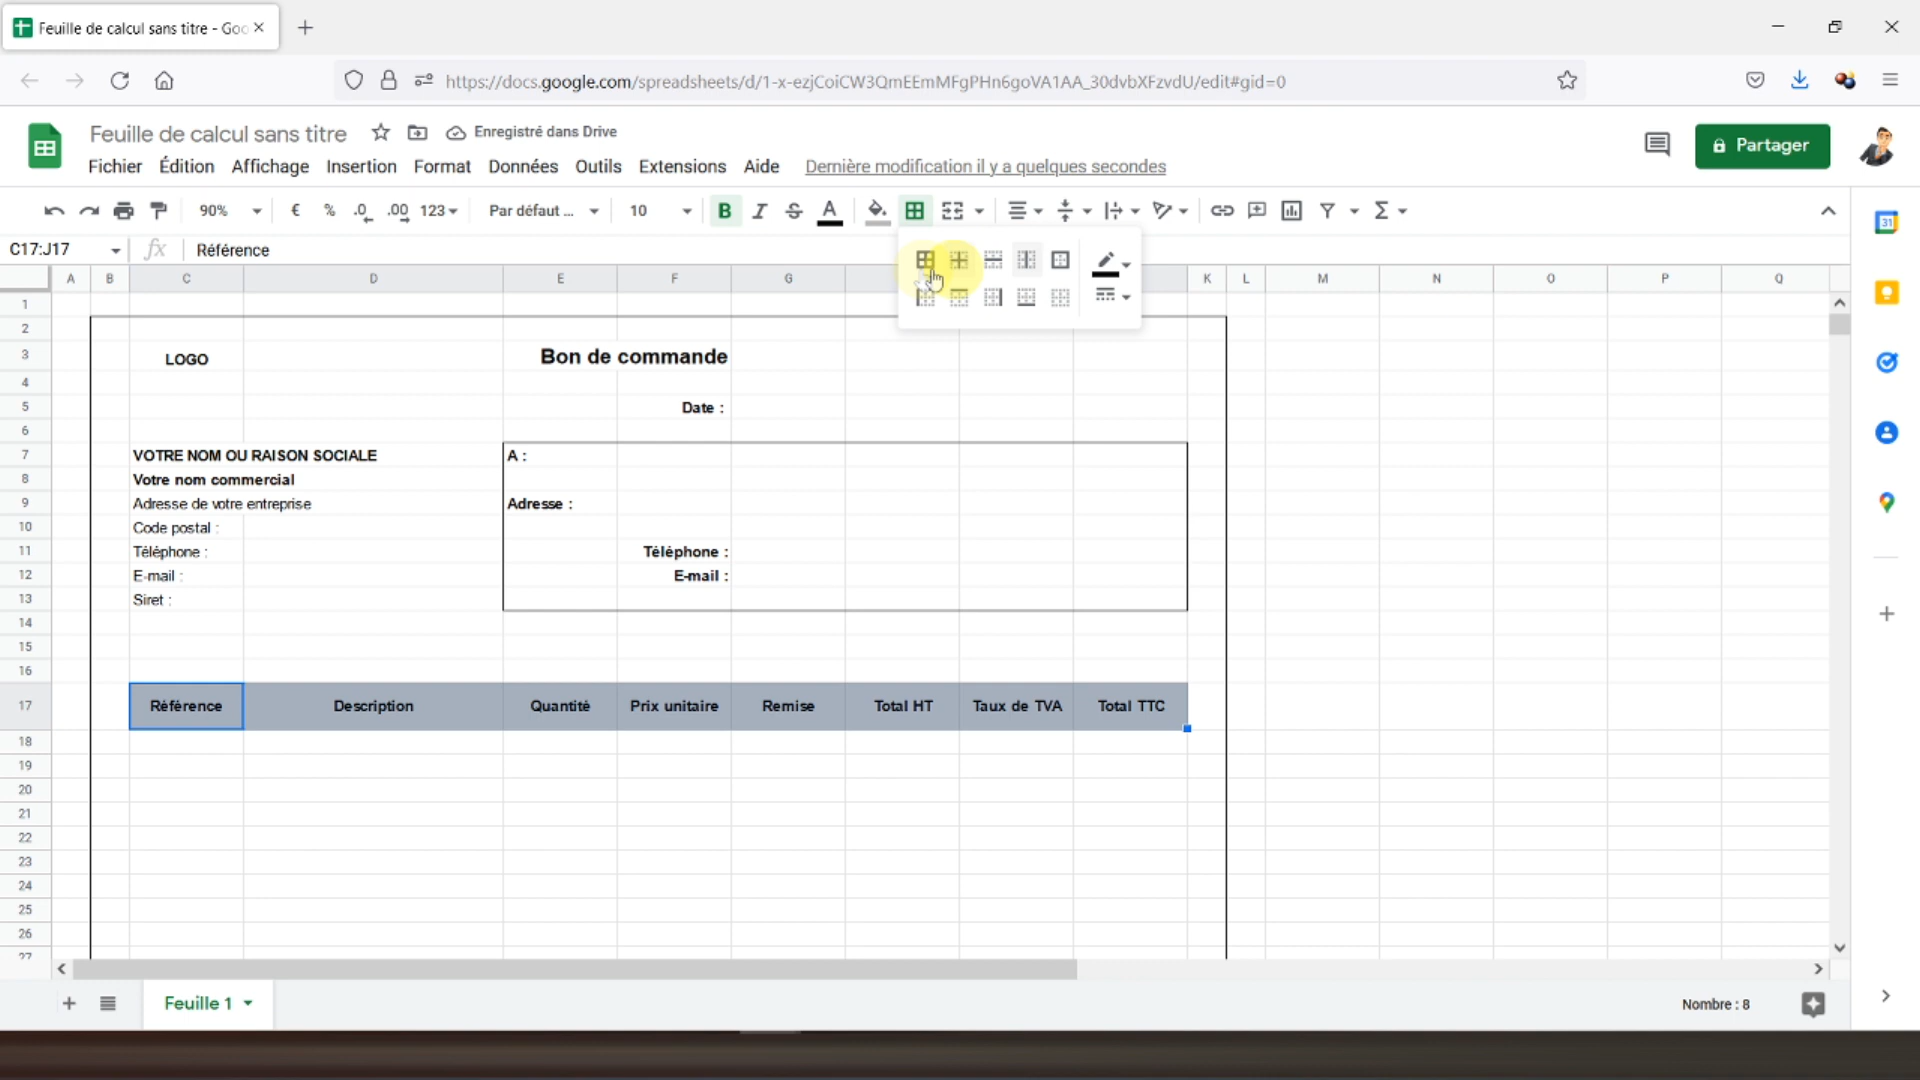 Feuille de calcul sans titre - Goo
https://docs.google.com/spreadsheets/d/1-x-ezjCoiCW3QmEEmMFgPHn6goVA1AA_30dvbXFzvdU/edit#gid=0
Feuille de calcul sans titre
Enregistré dans Drive
Fichier Édition Affichage Insertion Format Données Outils Extensions Aide Dernière modification il y a quelques secondes
Partager
90% € % .0 .00 123 Par défaut ... 10 B I S A
C17:J17 fx Référence
A B C D E F G K L M N O P Q
1
2
3 LOGO Bon de commande
4
5 Date :
6
7 VOTRE NOM OU RAISON SOCIALE A :
8 Votre nom commercial
9 Adresse de votre entreprise Adresse :
10 Code postal :
11 Téléphone : Téléphone :
12 E-mail : E-mail :
13 Siret :
14
15
16
17 Référence Description Quantité Prix unitaire Remise Total HT Taux de TVA Total TTC
18
19
20
21
22
23
24
25
26
27
Feuille 1
Nombre : 8
31